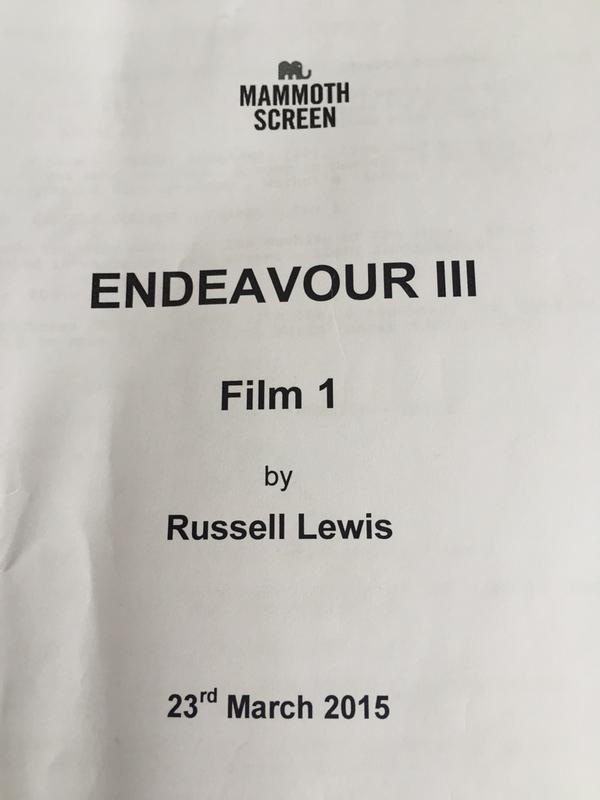 MAMMOTH
SCREEN
ENDEAVOUR III
Film 1
by
Russell Lewis
23rd March 2015